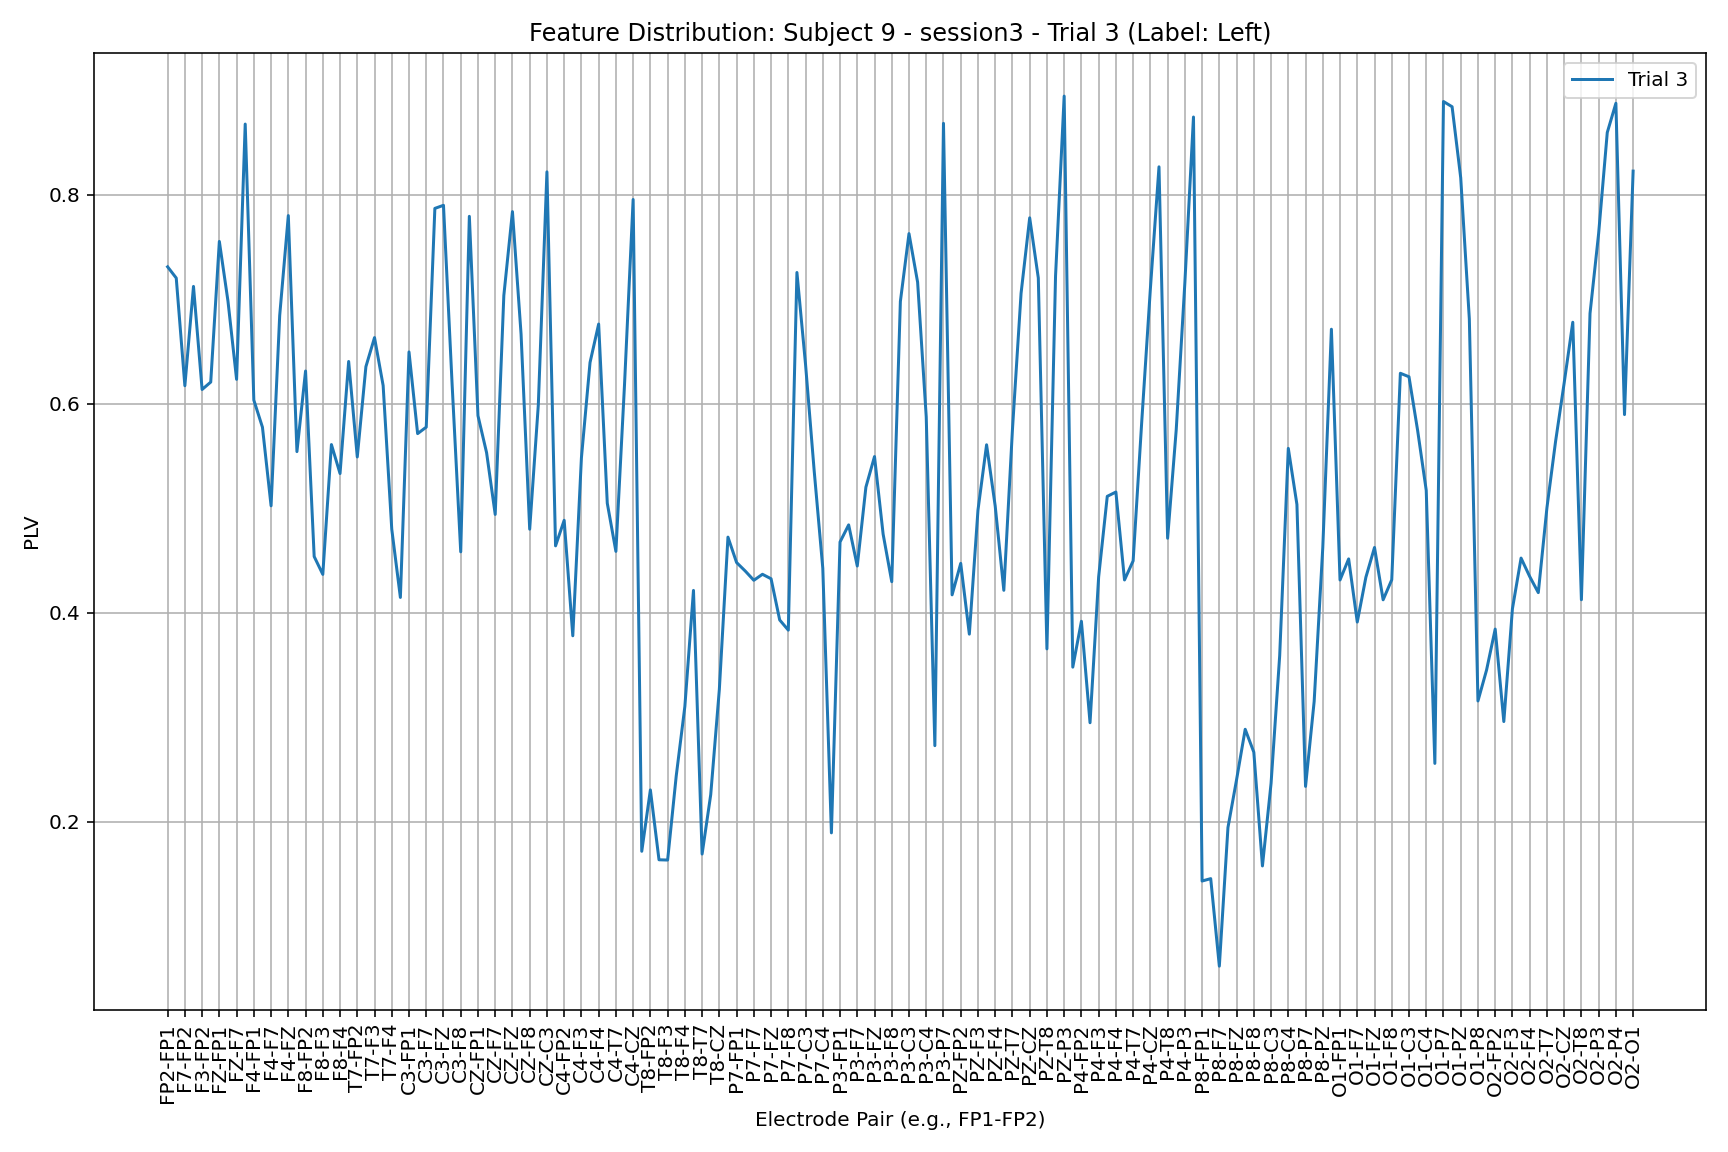 Feature Distribution: Subject 9 - session3 - Trial 3 (Label: Left)
Trial 3
PLV
0.8
0.6
0.4
0.2
FP2-FP1
F7-FP2
F3-FP2
FZ-FP1
FZ-F7
F4-FP1
F4-F7
F4-FZ
F8-FP2
F8-F3
F8-F4
T7-FP2
T7-F3
T7-F4
C3-FP1
C3-F7
C3-FZ
C3-F8
CZ-FP1
CZ-F7
CZ-FZ
CZ-F8
CZ-C3
C4-FP2
C4-F3
C4-F4
C4-T7
C4-CZ
T8-FP2
T8-F3
T8-F4
T8-T7
T8-CZ
P7-FP1
P7-F7
P7-FZ
P7-F8
P7-C3
P7-C4
P3-FP1
P3-F7
P3-FZ
P3-F8
P3-C3
P3-C4
P3-P7
PZ-FP2
PZ-F3
PZ-F4
PZ-T7
PZ-CZ
PZ-T8
PZ-P3
P4-FP2
P4-F3
P4-F4
P4-T7
P4-CZ
P4-T8
P4-P3
P8-FP1
P8-F7
P8-FZ
P8-F8
P8-C3
P8-C4
P8-P7
P8-PZ
O1-FP1
O1-F7
O1-FZ
O1-F8
O1-C3
O1-C4
O1-P7
O1-PZ
O1-P8
O2-FP2
O2-F3
O2-F4
O2-T7
O2-CZ
O2-T8
O2-P3
O2-P4
O2-O1
Electrode Pair (e.g., FP1-FP2)